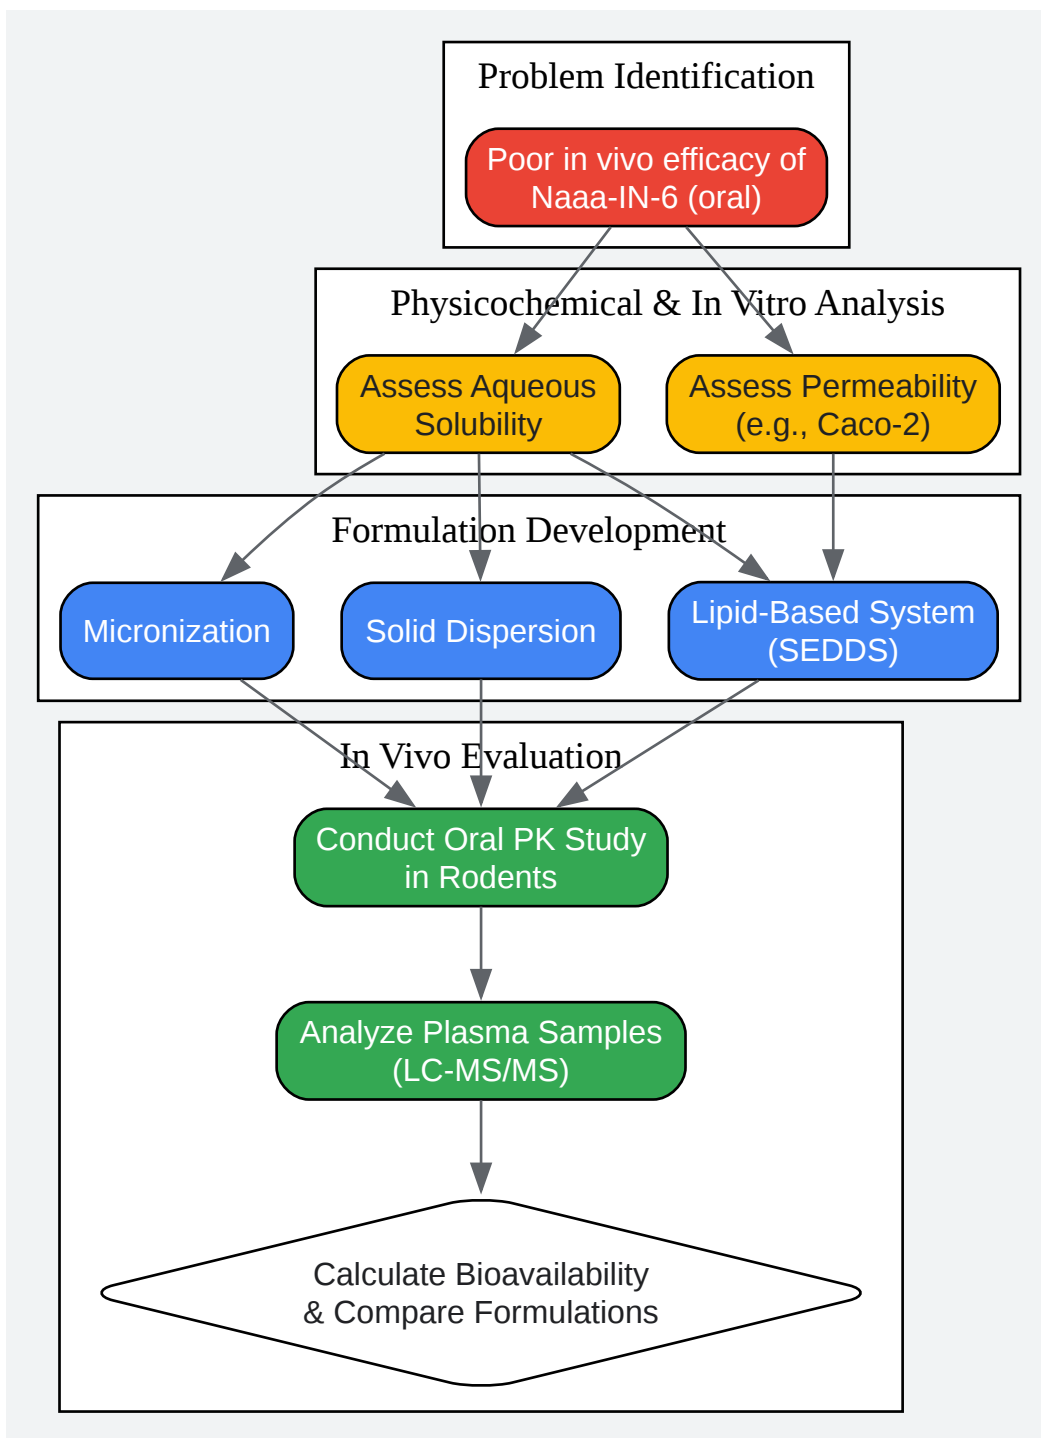 Problem Identification
Poor in vivo efficacy of
Naaa-IN-6 (oral)
Physicochemical & In Vitro Analysis
Assess Aqueous
Solubility
Assess Permeability
(e.g., Caco-2)
Formulation Development
Micronization
Solid Dispersion
Lipid-Based System
(SEDDS)
In Vivo Evaluation
Conduct Oral PK Study
in Rodents
Analyze Plasma Samples
(LC-MS/MS)
Calculate Bioavailability
& Compare Formulations